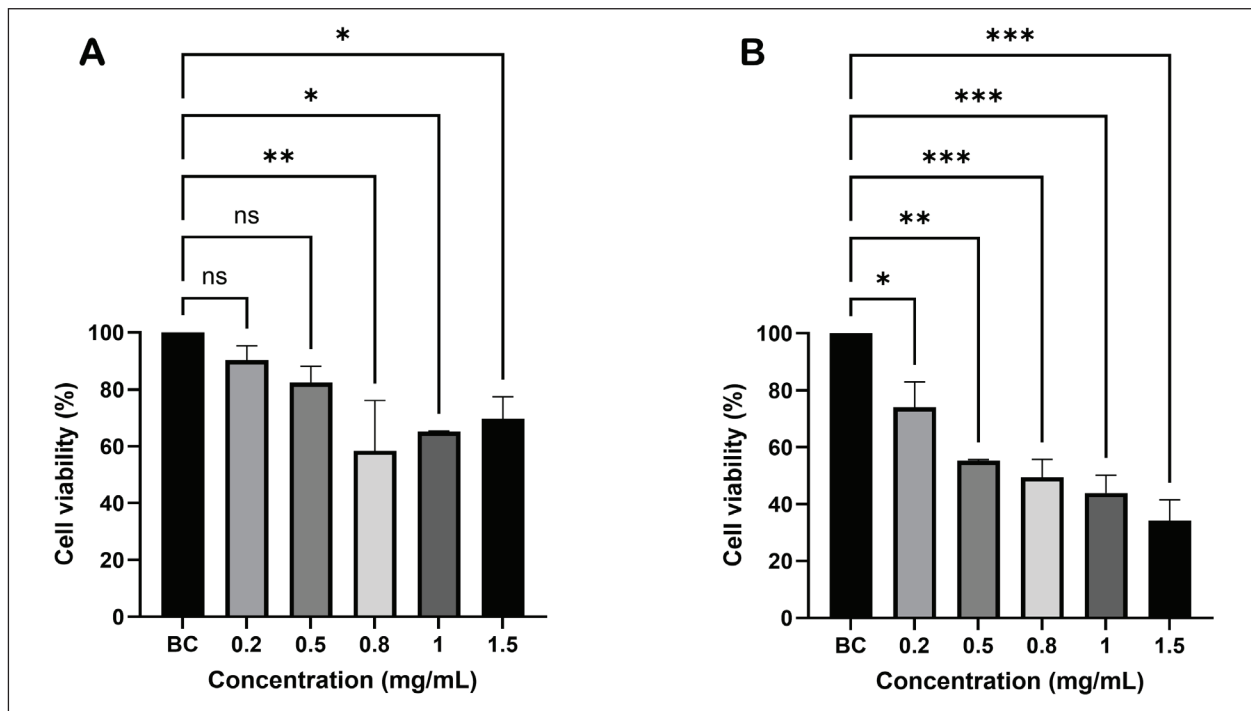 A
*
*
**
ns
ns
100
80
60
40
20
0
Cell viability (%)
BC 0.2 0.5 0.8 1 1.5
Concentration (mg/mL)
B
***
***
***
**
*
100
80
60
40
20
0
Cell viability (%)
BC 0.2 0.5 0.8 1 1.5
Concentration (mg/mL)